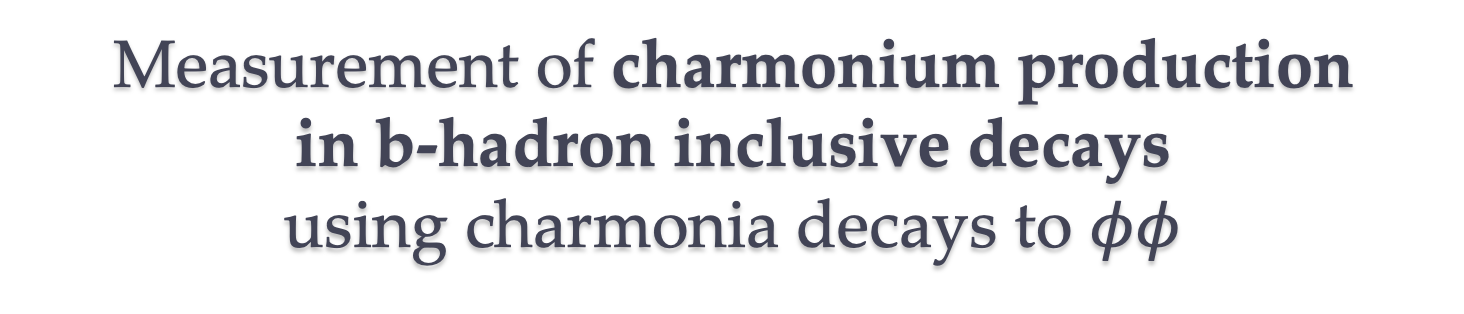 Measurement of charmonium production
in b-hadron inclusive decays
using charmonia decays to ϕϕ